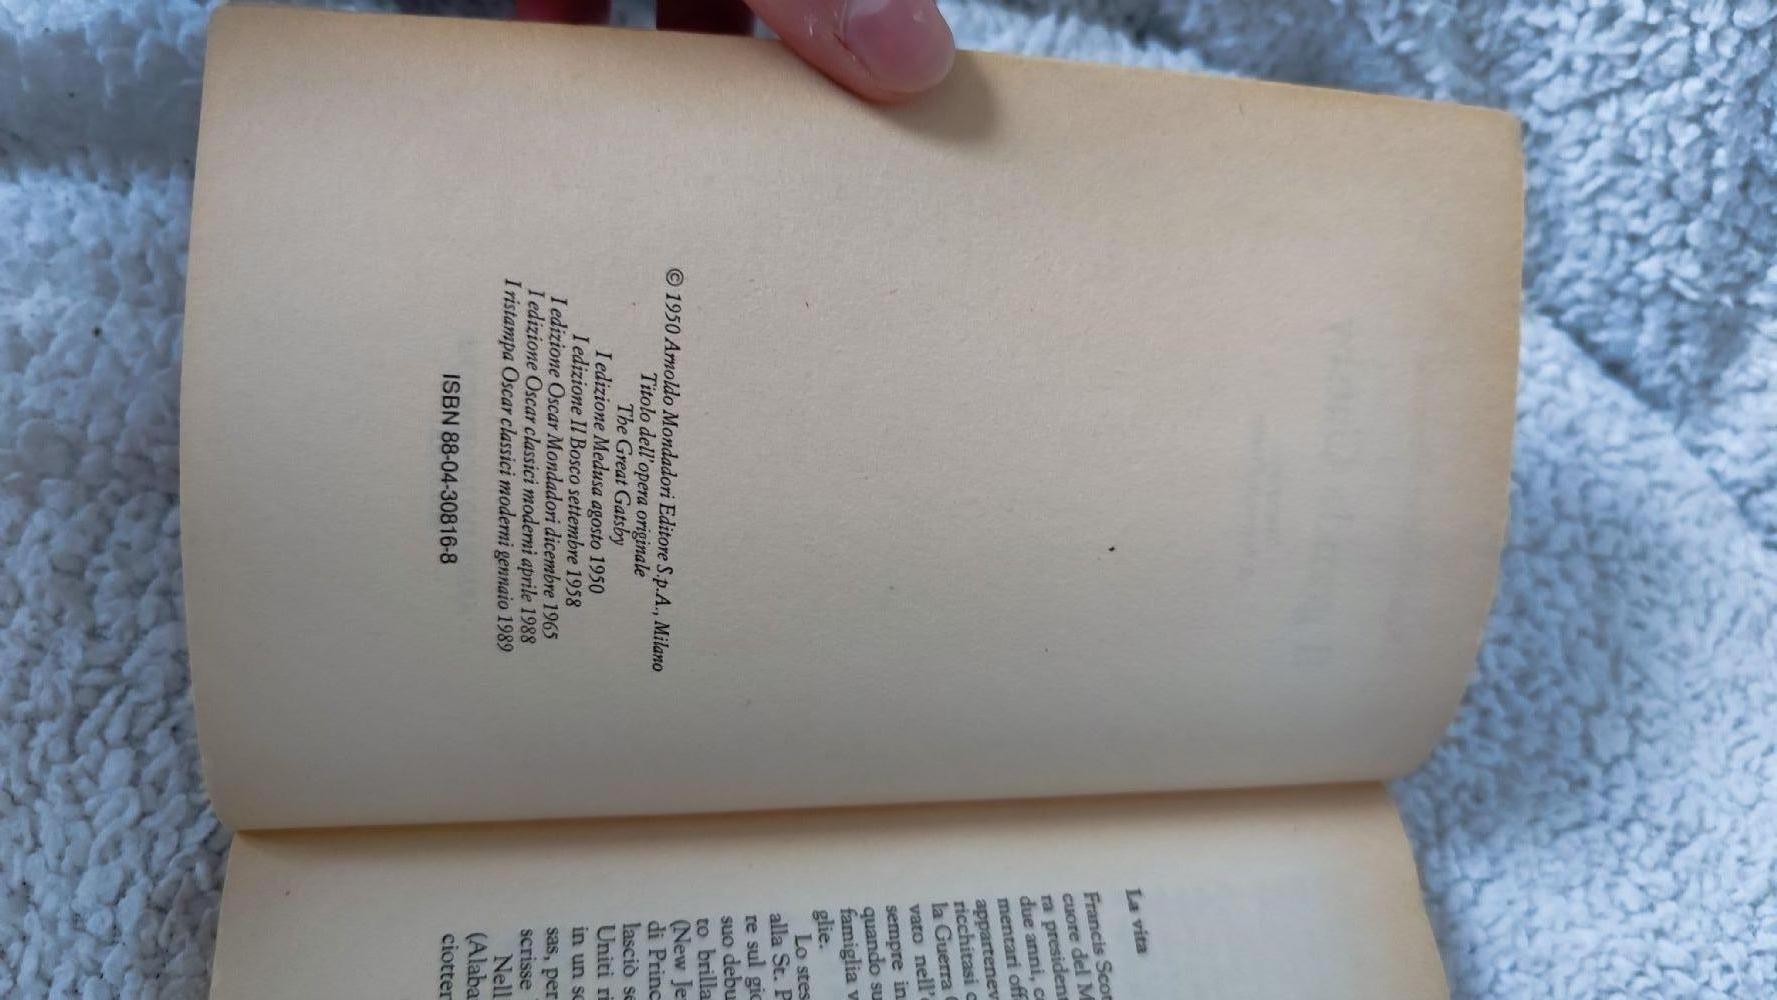 © 1950 Arnoldo Mondadori Editore S.p.A., Milano
Titolo dell'opera originale
The Great Gatsby
I edizione Medusa agosto 1950
I edizione Il Bosco settembre 1958
I edizione Oscar Mondadori dicembre 1965
I edizione Oscar classici moderni aprile 1988
I ristampa Oscar classici moderni gennaio 1989
ISBN 88-04-30816-8
La vita
Francis Scot
cuore del M
ra president
due anni, c
mentari offi
appartenev
ricchitasi c
la Guerra
vato nell'
sempre in
quando su
famiglia v
glie.
Lo stes
alla St. P
re sul gio
suo debu
to brilla
(New Je
di Princ
lasciò se
Uniti ri
in un so
sas, per
scrisse
Nell
(Alaba
ciotter